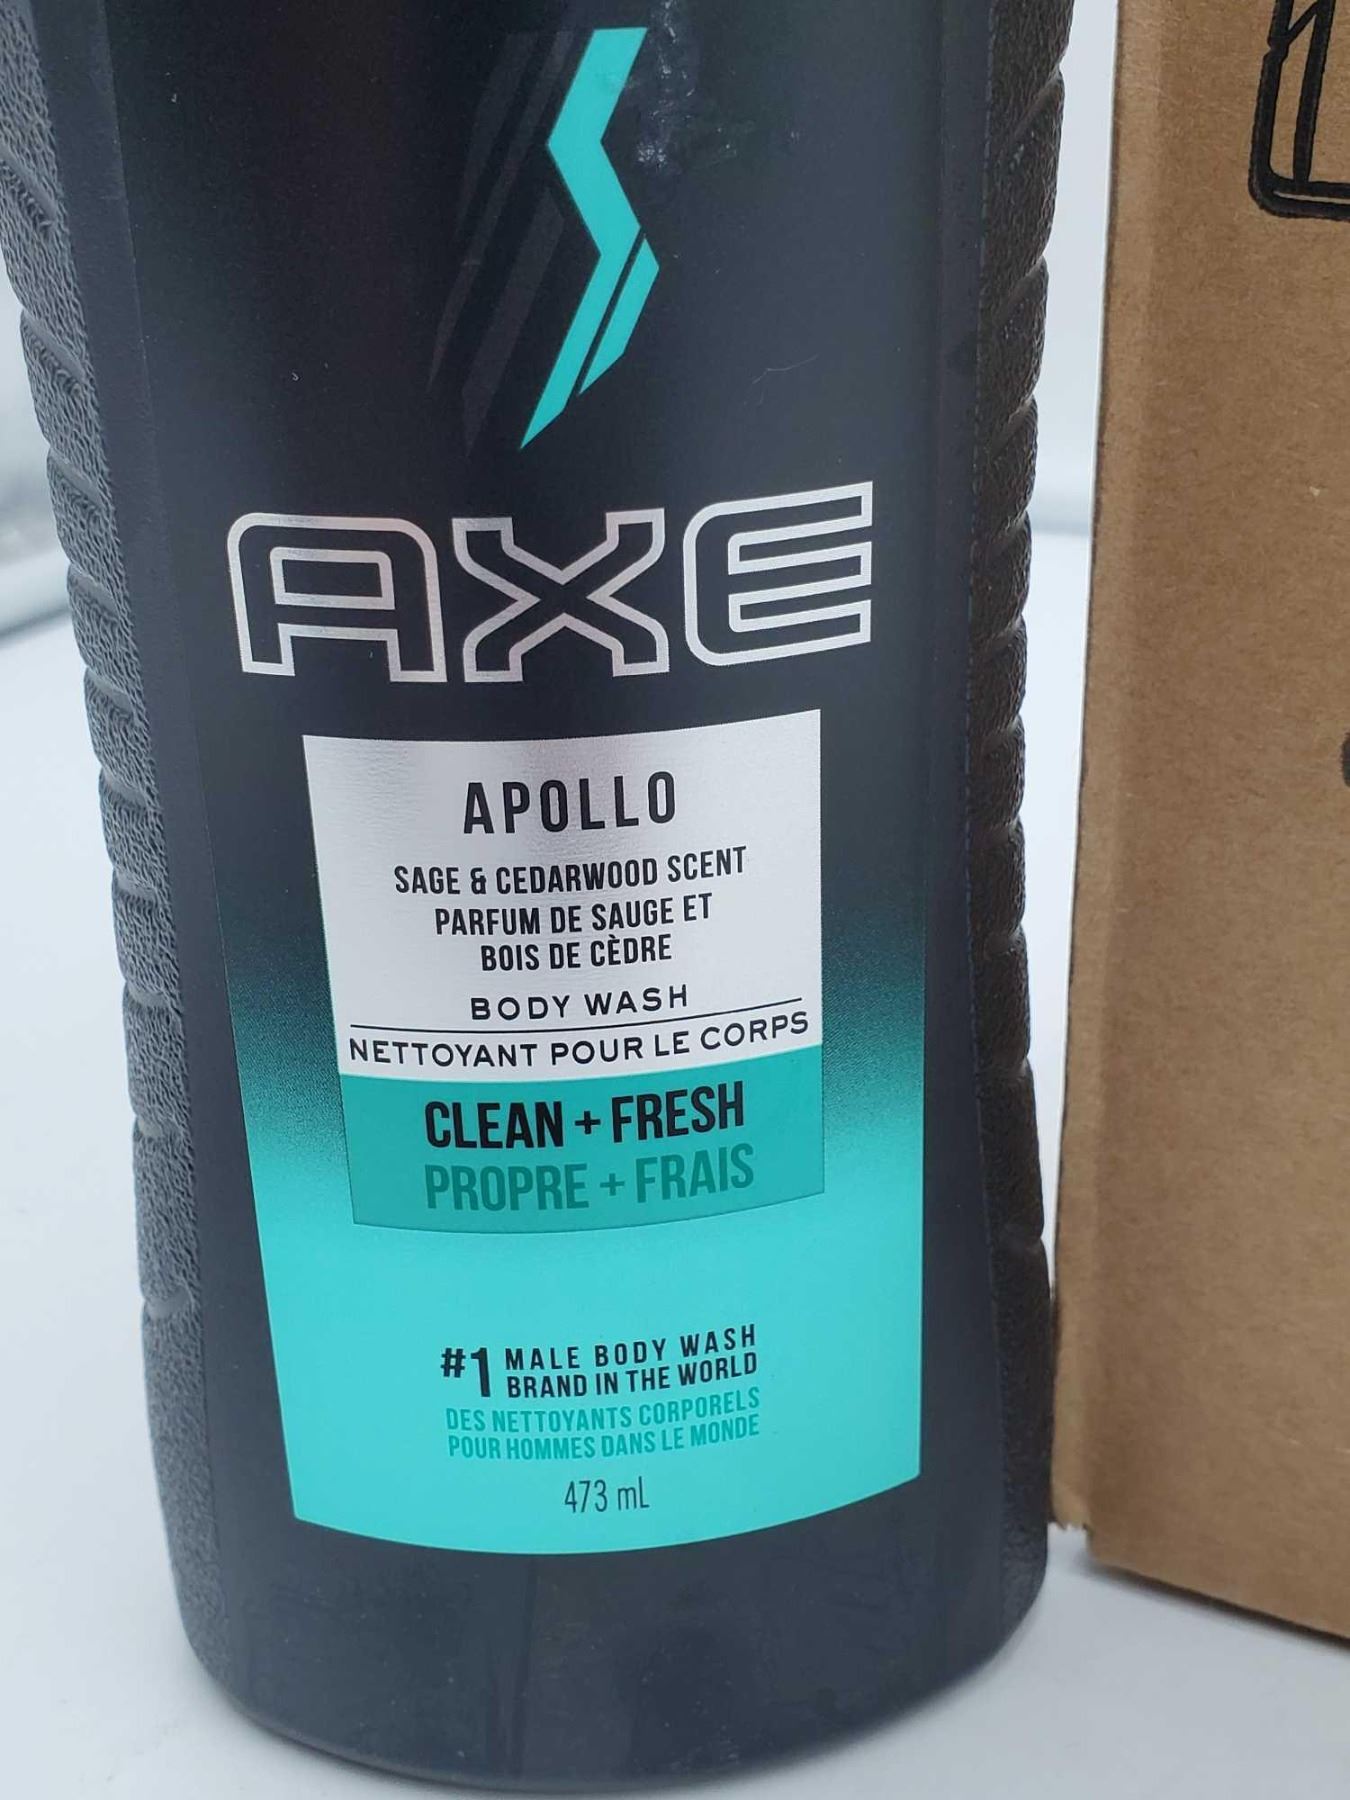 AXE
APOLLO
SAGE & CEDARWOOD SCENT
PARFUM DE SAUGE ET
BOIS DE CÈDRE
BODY WASH
NETTOYANT POUR LE CORPS
CLEAN + FRESH
PROPRE + FRAIS
#1 MALE BODY WASH
BRAND IN THE WORLD
DES NETTOYANTS CORPORELS
POUR HOMMES DANS LE MONDE
473 mL